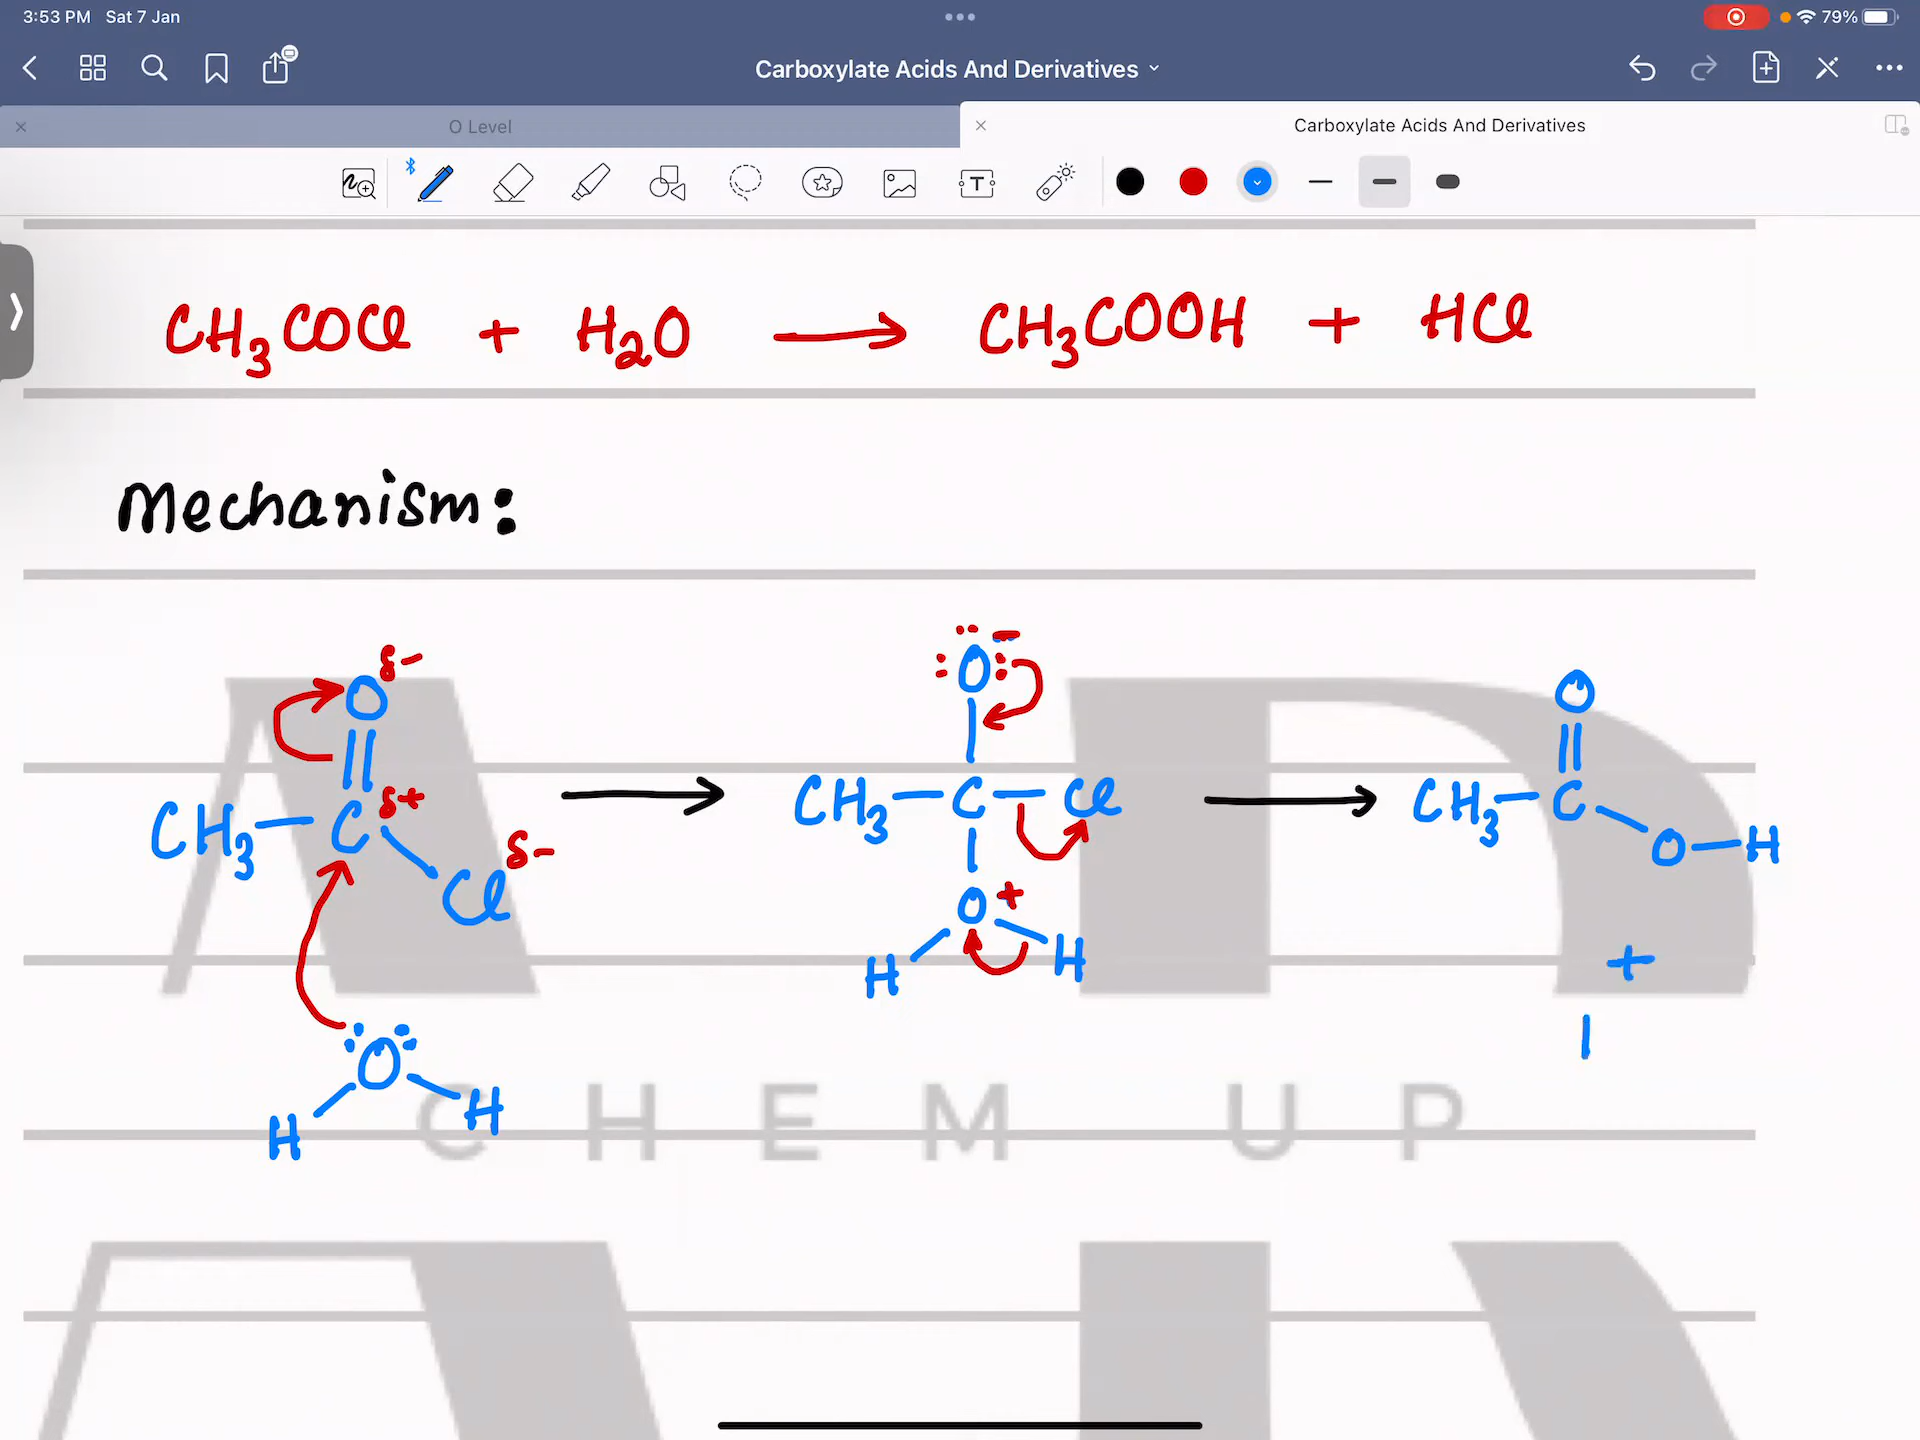 3:53 PM Sat 7 Jan 79%
Carboxylate Acids And Derivatives
O Level Carboxylate Acids And Derivatives
T
CH3COCl + H2O → CH3COOH + HCl
Mechanism:
O δ-
CH3 - C δ+
Cl δ-
:O:
H H
:O: -
CH3 - C - Cl
O +
H H
O
CH3 - C
O - H
+
CHEM UP